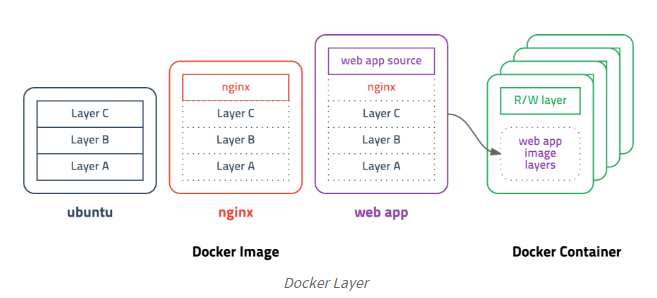 Layer C
Layer B
Layer A
ubuntu
nginx
Layer C
Layer B
Layer A
nginx
web app source
nginx
Layer C
Layer B
Layer A
web app
Docker Image
R/W layer
web app
image
layers
Docker Container
Docker Layer